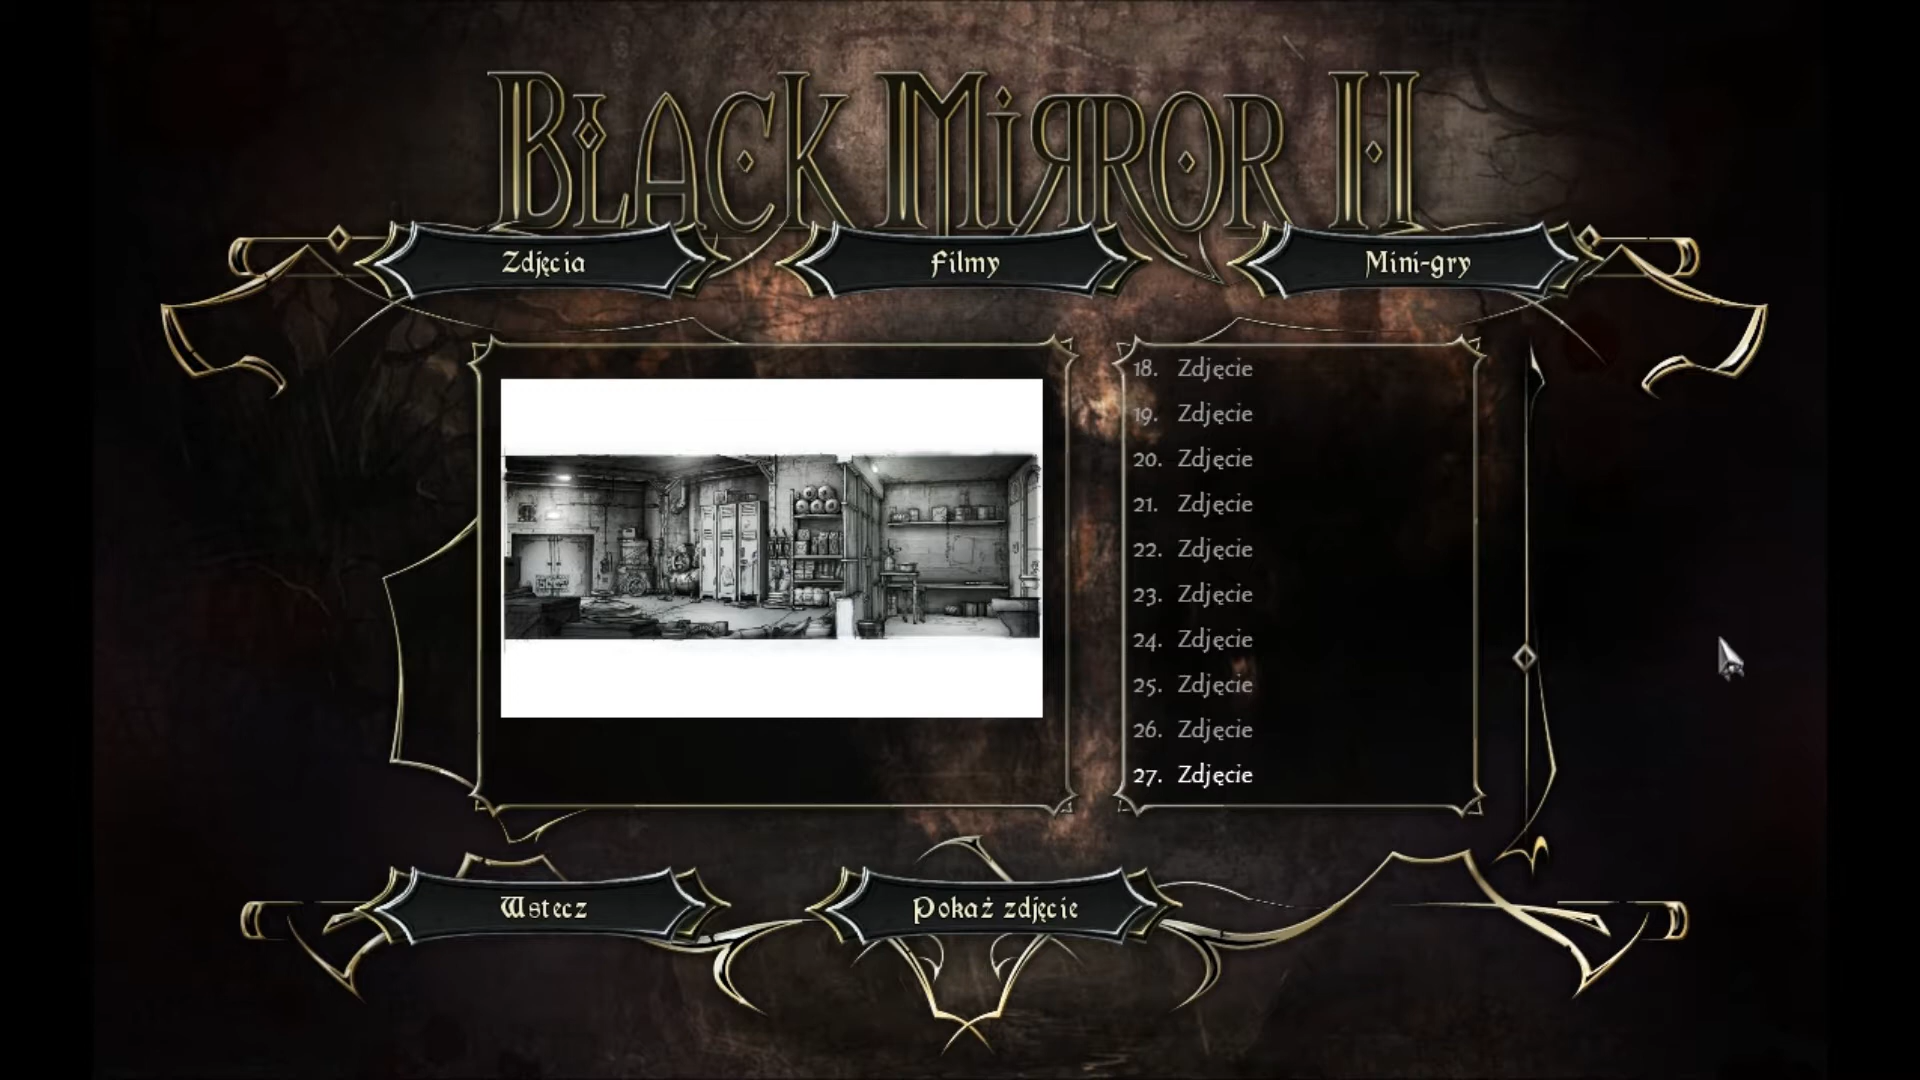 Black Mirror II
Zdjęcia
Filmy
Mini-gry
18. Zdjęcie
19. Zdjęcie
20. Zdjęcie
21. Zdjęcie
22. Zdjęcie
23. Zdjęcie
24. Zdjęcie
25. Zdjęcie
26. Zdjęcie
27. Zdjęcie
Wstecz
Pokaż zdjęcie